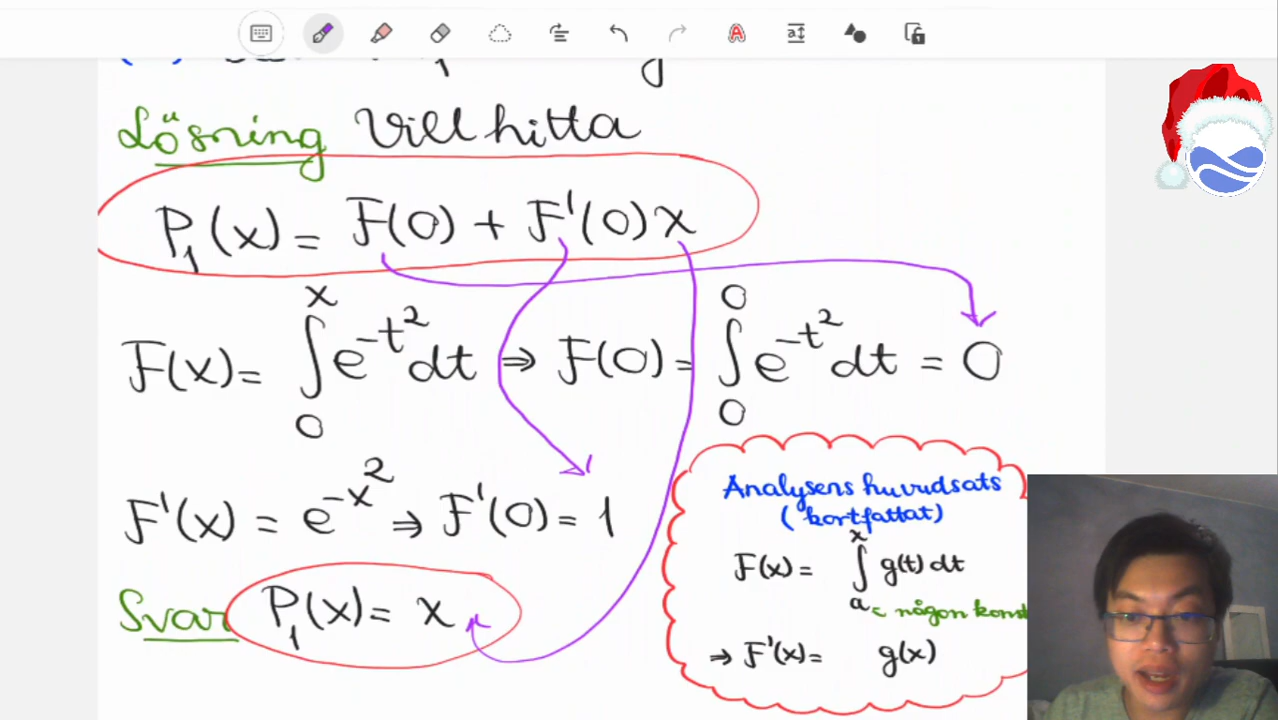 Lösning Vill hitta
P₁(x) = F(0) + F'(0)x
F(x) = ∫₀ˣ e^(-t²) dt ⇒ F(0) = ∫₀⁰ e^(-t²) dt = 0
F'(x) = e^(-x²) ⇒ F'(0) = 1
Svar P₁(x) = x
Analysens huvudsats
(kortfattat)
F(x) = ∫ₐˣ g(t) dt
någon konst
⇒ F'(x) = g(x)